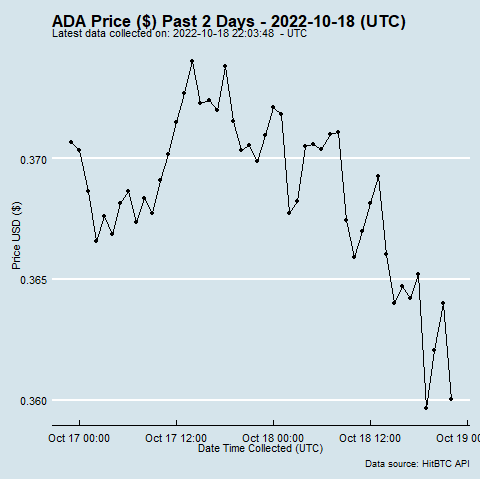 ADA Price ($) Past 2 Days - 2022-10-18 (UTC)
Latest data collected on: 2022-10-18 22:03:48 - UTC
0.370
0.365
0.360
Price USD ($)
Oct 17 00:00 Oct 17 12:00 Oct 18 00:00 Oct 18 12:00 Oct 19 0
Date Time Collected (UTC)
Data source: HitBTC API